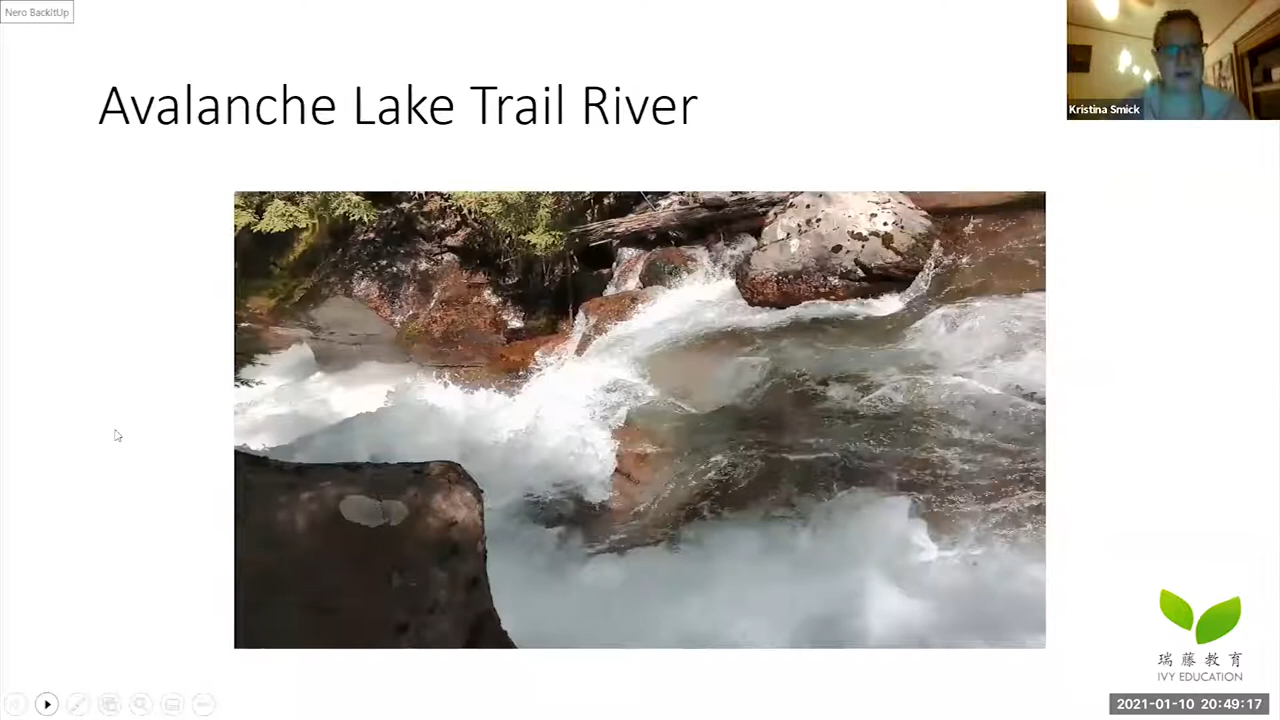 Nero BackitUp
Avalanche Lake Trail River
Kristina Smick
瑞藤教育
IVY EDUCATION
2021-01-10 20:49:17